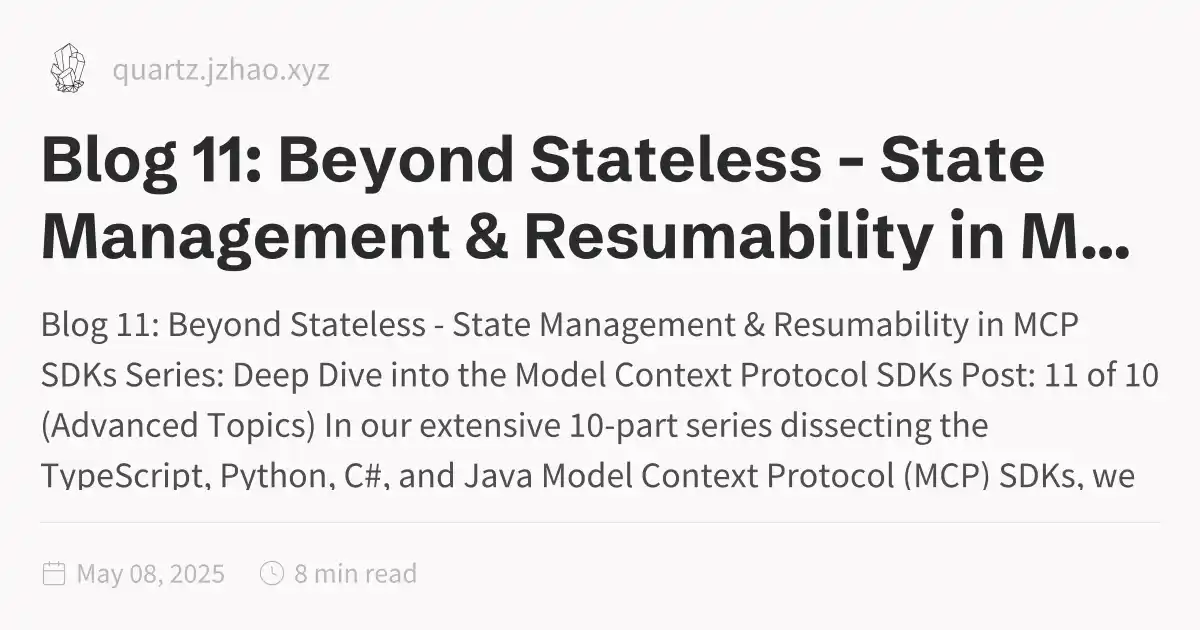 quartz.jzhao.xyz
Blog 11: Beyond Stateless - State
Management & Resumability in M...
Blog 11: Beyond Stateless - State Management & Resumability in MCP
SDKs Series: Deep Dive into the Model Context Protocol SDKs Post: 11 of 10
(Advanced Topics) In our extensive 10-part series dissecting the
TypeScript, Python, C#, and Java Model Context Protocol (MCP) SDKs, we
May 08, 2025 8 min read